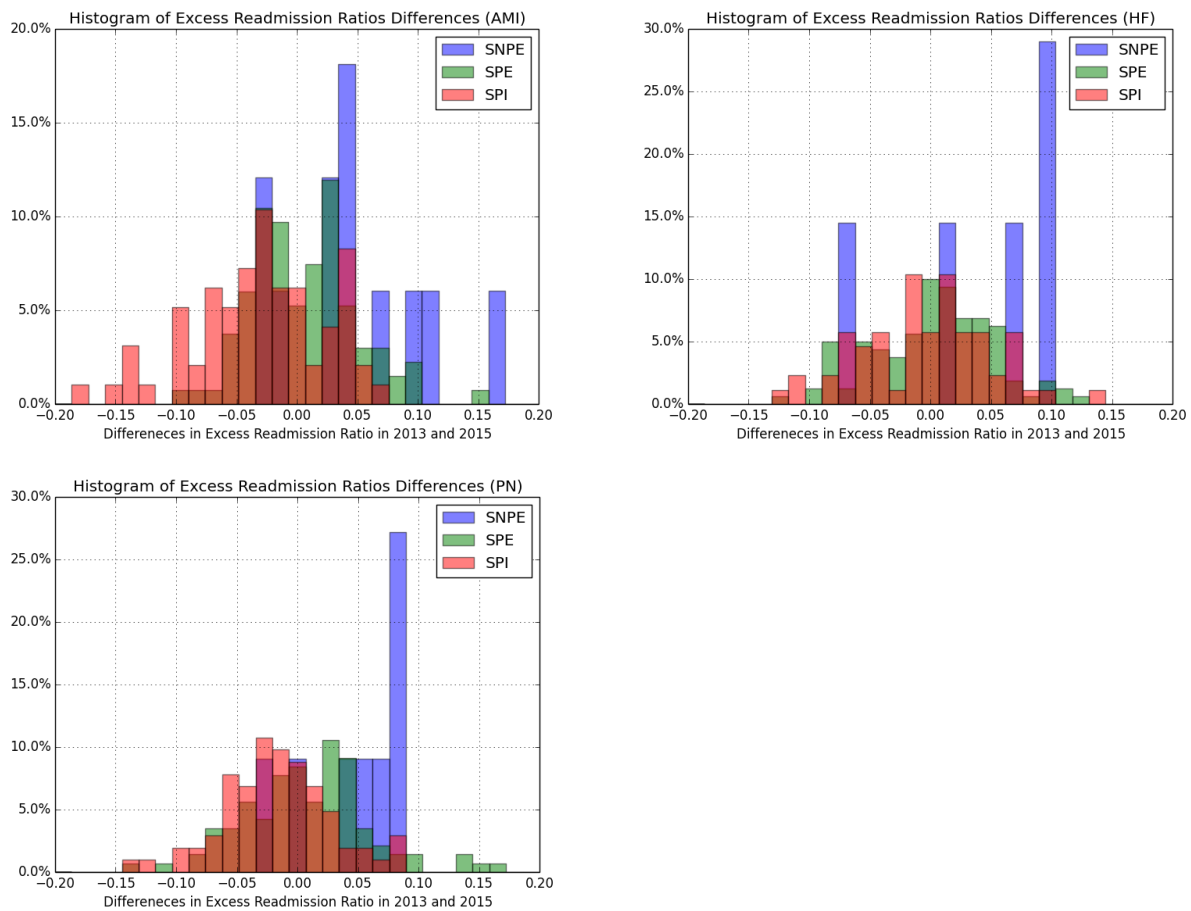 Histogram of Excess Readmission Ratios Differences (AMI)
20.0%
15.0%
10.0%
5.0%
0.0%
SNPE
SPE
SPI
−0.20 −0.15 −0.10 −0.05 0.00 0.05 0.10 0.15 0.20
Differeneces in Excess Readmission Ratio in 2013 and 2015
Histogram of Excess Readmission Ratios Differences (HF)
30.0%
25.0%
20.0%
15.0%
10.0%
5.0%
0.0%
SNPE
SPE
SPI
−0.20 −0.15 −0.10 −0.05 0.00 0.05 0.10 0.15 0.20
Differeneces in Excess Readmission Ratio in 2013 and 2015
Histogram of Excess Readmission Ratios Differences (PN)
30.0%
25.0%
20.0%
15.0%
10.0%
5.0%
0.0%
SNPE
SPE
SPI
−0.20 −0.15 −0.10 −0.05 0.00 0.05 0.10 0.15 0.20
Differeneces in Excess Readmission Ratio in 2013 and 2015